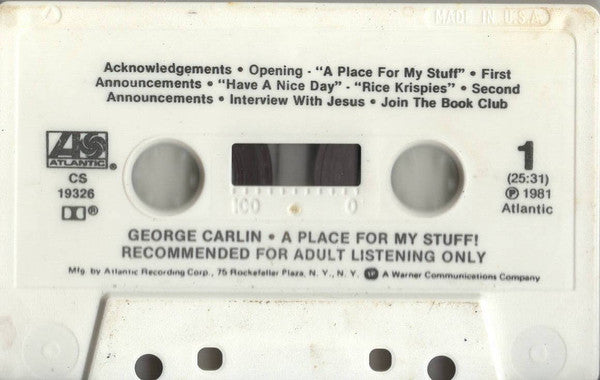 MADE IN U.S.A.
Acknowledgements • Opening - "A Place For My Stuff" • First
Announcements • "Have A Nice Day" - "Rice Krispies" • Second
Announcements • Interview With Jesus • Join The Book Club
ATLANTIC®
CS
19326
1
(25:31)
℗ 1981
Atlantic
100 0
GEORGE CARLIN • A PLACE FOR MY STUFF!
RECOMMENDED FOR ADULT LISTENING ONLY
Mfg. by Atlantic Recording Corp., 75 Rockefeller Plaza, N.Y., N.Y. A Warner Communications Company